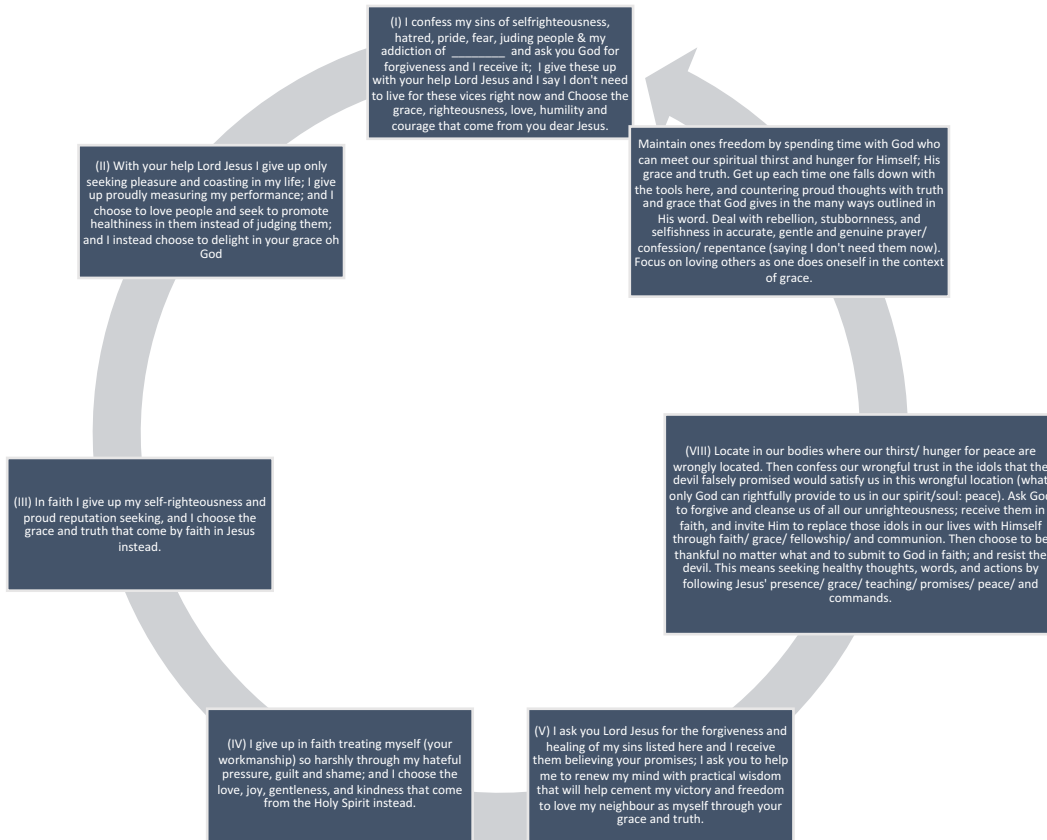 (I) I confess my sins of selfrighteousness,
hatred, pride, fear, juding people & my
addiction of ________ and ask you God for
forgiveness and I receive it; I give these up
with your help Lord Jesus and I say I don't need
to live for these vices right now and Choose the
grace, righteousness, love, humility and
courage that come from you dear Jesus.
(II) With your help Lord Jesus I give up only
seeking pleasure and coasting in my life; I give
up proudly measuring my performance; and I
choose to love people and seek to promote
healthiness in them instead of judging them;
and I instead choose to delight in your grace oh
God
(III) In faith I give up my self-righteousness and
proud reputation seeking, and I choose the
grace and truth that come by faith in Jesus
instead.
(IV) I give up in faith treating myself (your
workmanship) so harshly through my hateful
pressure, guilt and shame; and I choose the
love, joy, gentleness, and kindness that come
from the Holy Spirit instead.
(V) I ask you Lord Jesus for the forgiveness and
healing of my sins listed here and I receive
them believing your promises; I ask you to help
me to renew my mind with practical wisdom
that will help cement my victory and freedom
to love my neighbour as myself through your
grace and truth.
(VIII) Locate in our bodies where our thirst/ hunger for peace are
wrongly located. Then confess our wrongful trust in the idols that the
devil falsely promised would satisfy us in this wrongful location (what
only God can rightfully provide to us in our spirit/soul: peace). Ask God
to forgive and cleanse us of all our unrighteousness; receive them in
faith, and invite Him to replace those idols in our lives with Himself
through faith/ grace/ fellowship/ and communion. Then choose to be
thankful no matter what and to submit to God in faith; and resist the
devil. This means seeking healthy thoughts, words, and actions by
following Jesus' presence/ grace/ teaching/ promises/ peace/ and
commands.
Maintain ones freedom by spending time with God who
can meet our spiritual thirst and hunger for Himself; His
grace and truth. Get up each time one falls down with
the tools here, and countering proud thoughts with truth
and grace that God gives in the many ways outlined in
His word. Deal with rebellion, stubbornness, and
selfishness in accurate, gentle and genuine prayer/
confession/ repentance (saying I don't need them now).
Focus on loving others as one does oneself in the context
of grace.